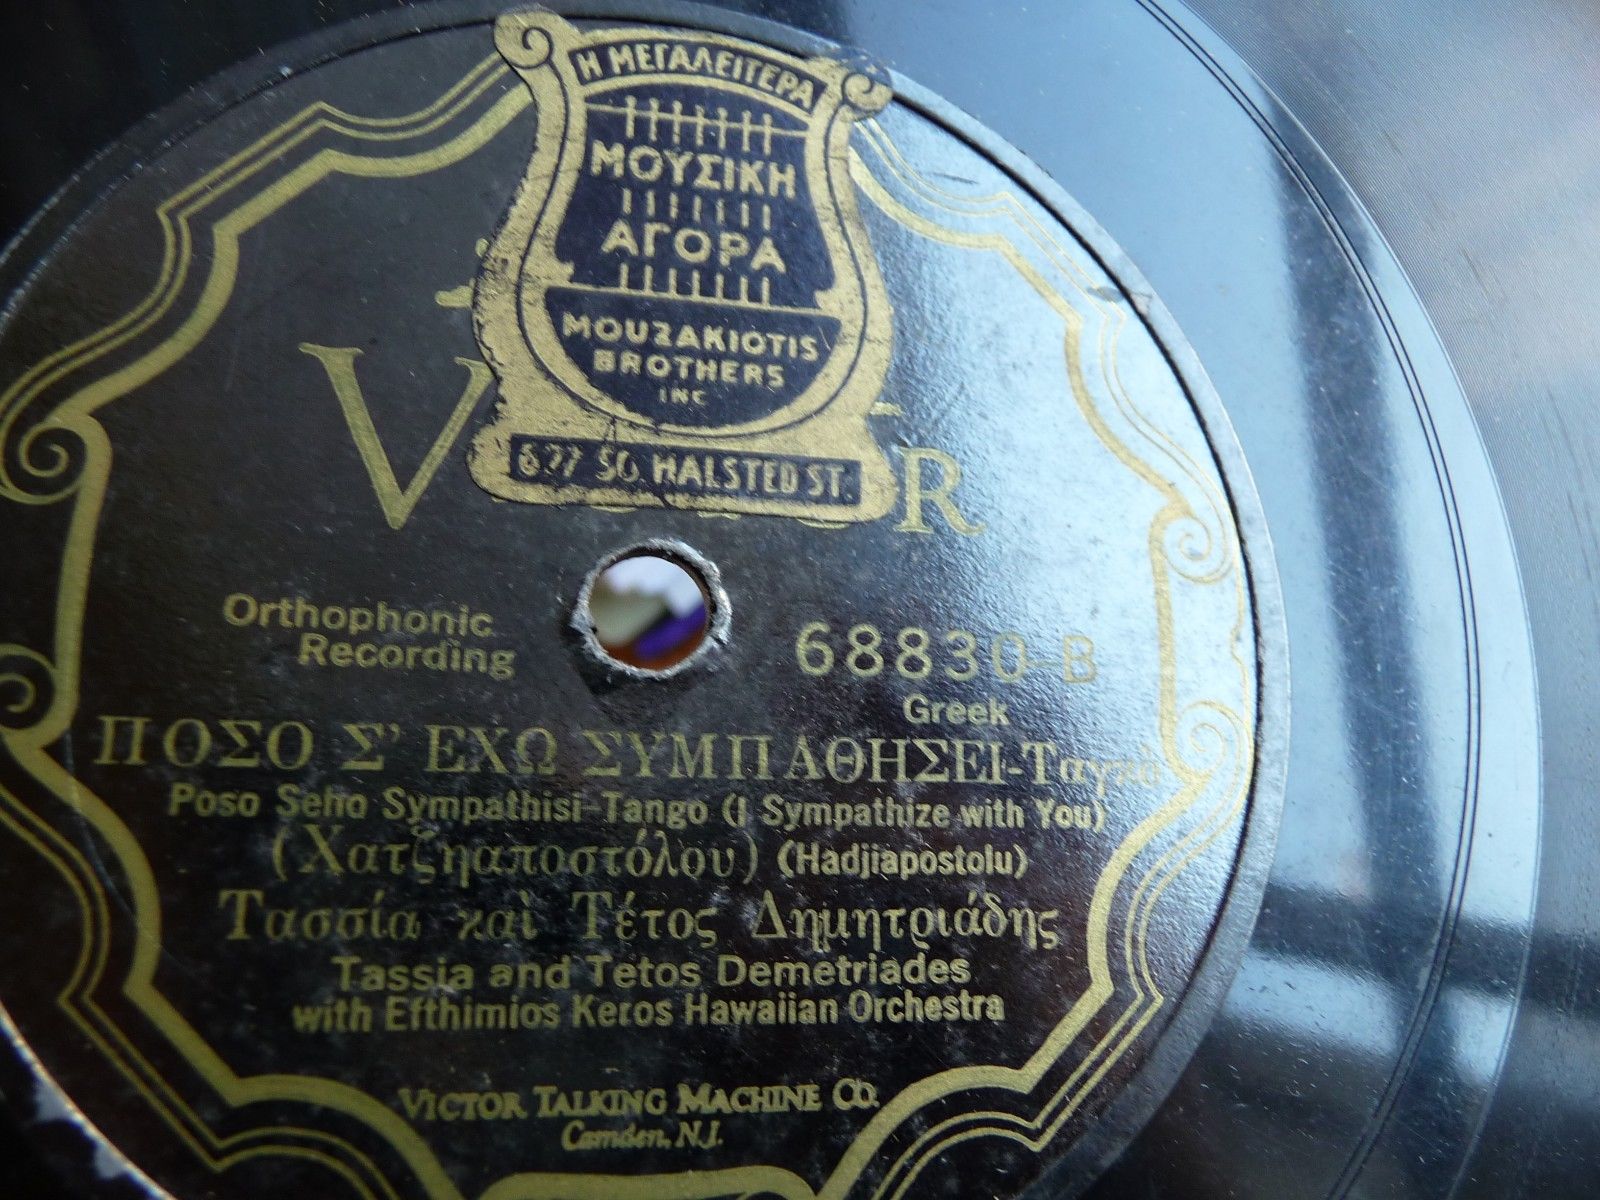 Η ΜΕΓΑΛΕΙΤΕΡΑ
ΜΟΥΣΙΚΗ
ΑΓΟΡΑ
MOUZAKIOTIS
BROTHERS
INC
627 SO. HALSTED ST.
V R
Orthophonic
Recording
68830-B
Greek
ΠΟΣΟ Σ' ΕΧΩ ΣΥΜΠΑΘΗΣΕΙ-Ταγκό
Poso Seho Sympathisi-Tango (I Sympathize with You)
(Χατζηαποστόλου) (Hadjiapostolu)
Τασσία καὶ Τέτος Δημητριάδης
Tassia and Tetos Demetriades
with Efthimios Keros Hawaiian Orchestra
VICTOR TALKING MACHINE CO.
Camden, N.J.